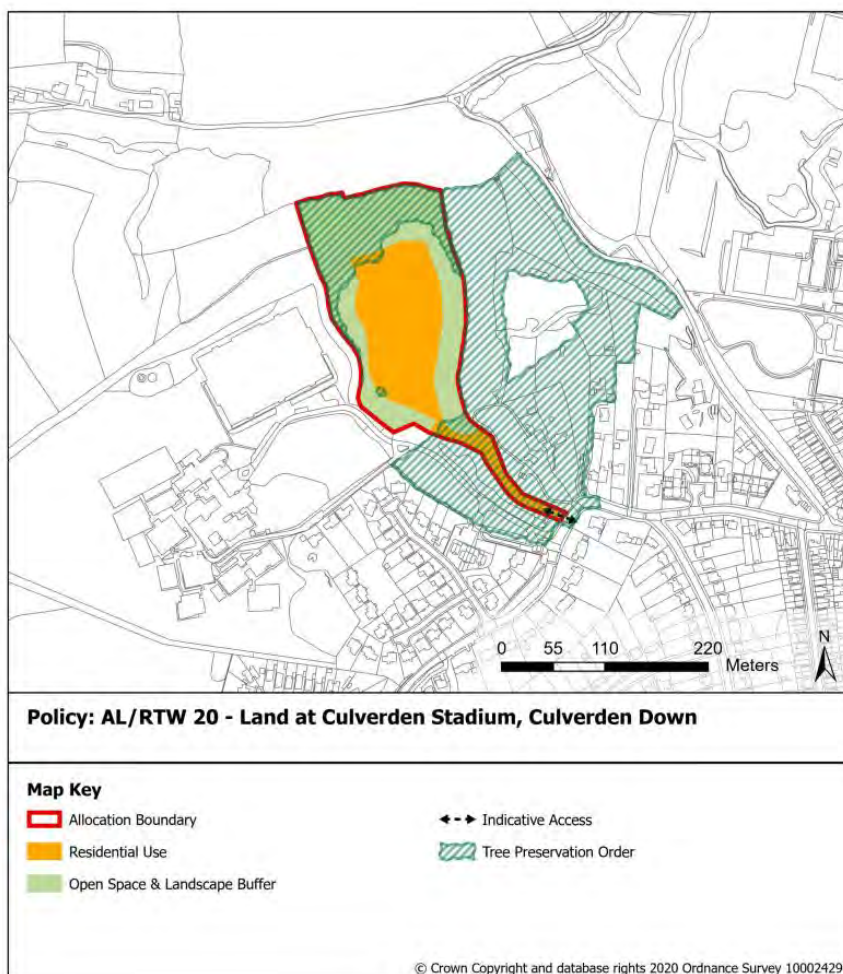 N
0 55 110 220
Meters
Policy: AL/RTW 20 - Land at Culverden Stadium, Culverden Down
Map Key
Allocation Boundary
Indicative Access
Residential Use
Tree Preservation Order
Open Space & Landscape Buffer
© Crown Copyright and database rights 2020 Ordnance Survey 10002429